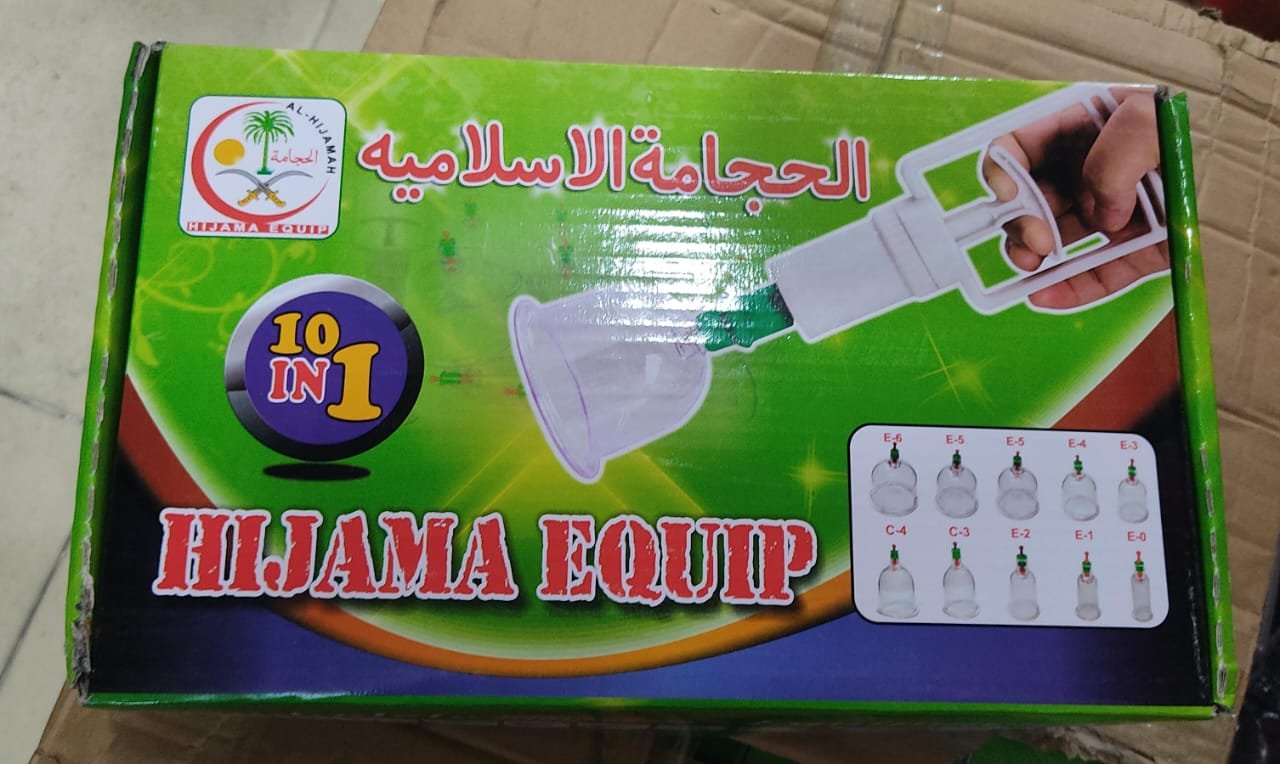 AL-HIJAMAH
الحجامة
HIJAMA EQUIP
الحجامة الاسلاميه
10
IN 1
HIJAMA EQUIP
E-6 E-5 E-5 E-4 E-3
C-4 C-3 E-2 E-1 E-0